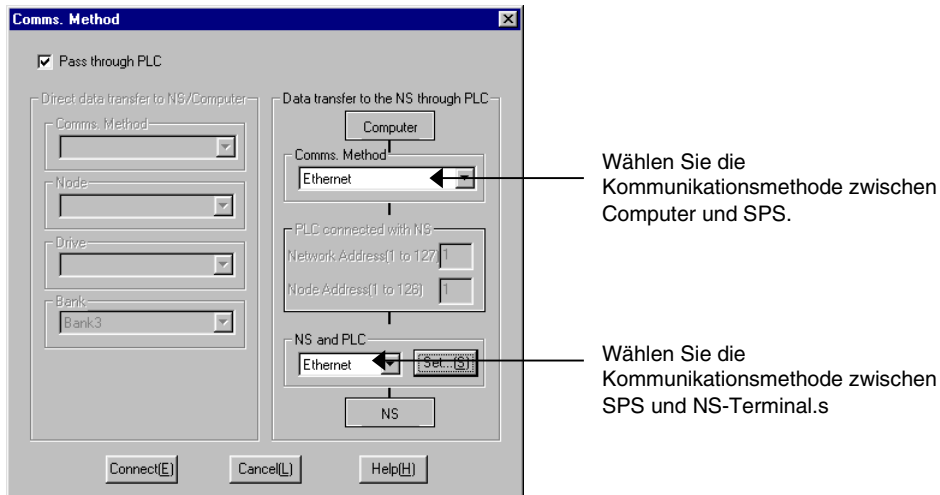 Comms. Method
Pass through PLC
Direct data transfer to NS/Computer
Comms. Method
Node
Drive
Bank
Bank3
Data transfer to the NS through PLC
Computer
Comms. Method
Ethernet
PLC connected with NS
Network Address(1 to 127)
1
Node Address(1 to 126)
1
NS and PLC
Ethernet
Set...(S)
NS
Connect(E)
Cancel(L)
Help(H)
Wählen Sie die
Kommunikationsmethode zwischen
Computer und SPS.
Wählen Sie die
Kommunikationsmethode zwischen
SPS und NS-Terminal.s